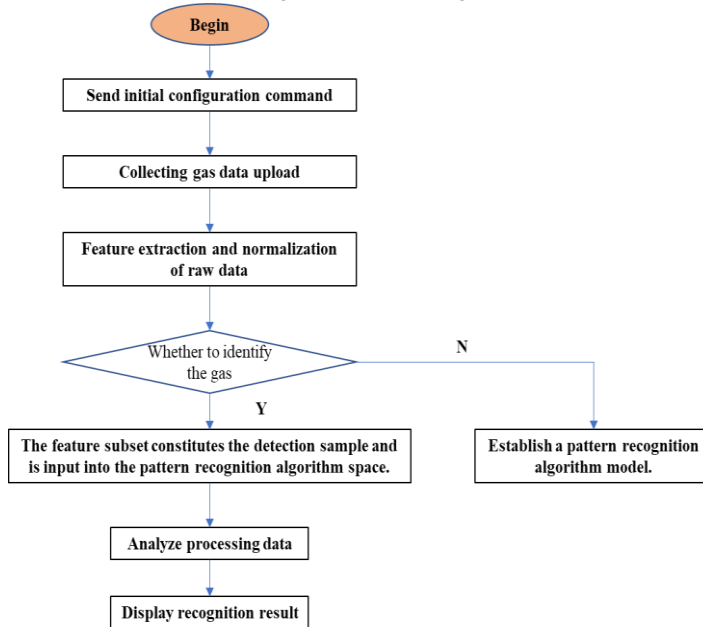 Begin
Send initial configuration command
Collecting gas data upload
Feature extraction and normalization
of raw data
Whether to identify
the gas
N
Y
The feature subset constitutes the detection sample and
is input into the pattern recognition algorithm space.
Establish a pattern recognition
algorithm model.
Analyze processing data
Display recognition result